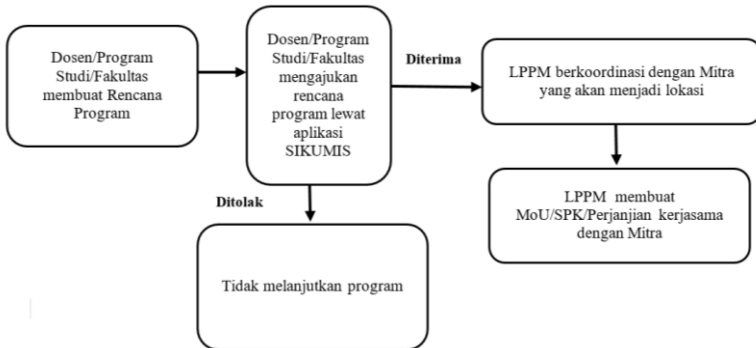 Dosen/Program
Studi/Fakultas
membuat Rencana
Program
Dosen/Program
Studi/Fakultas
mengajukan
rencana
program lewat
aplikasi
SIKUMIS
Diterima
LPPM berkoordinasi dengan Mitra
yang akan menjadi lokasi
LPPM membuat
MoU/SPK/Perjanjian kerjasama
dengan Mitra
Ditolak
Tidak melanjutkan program